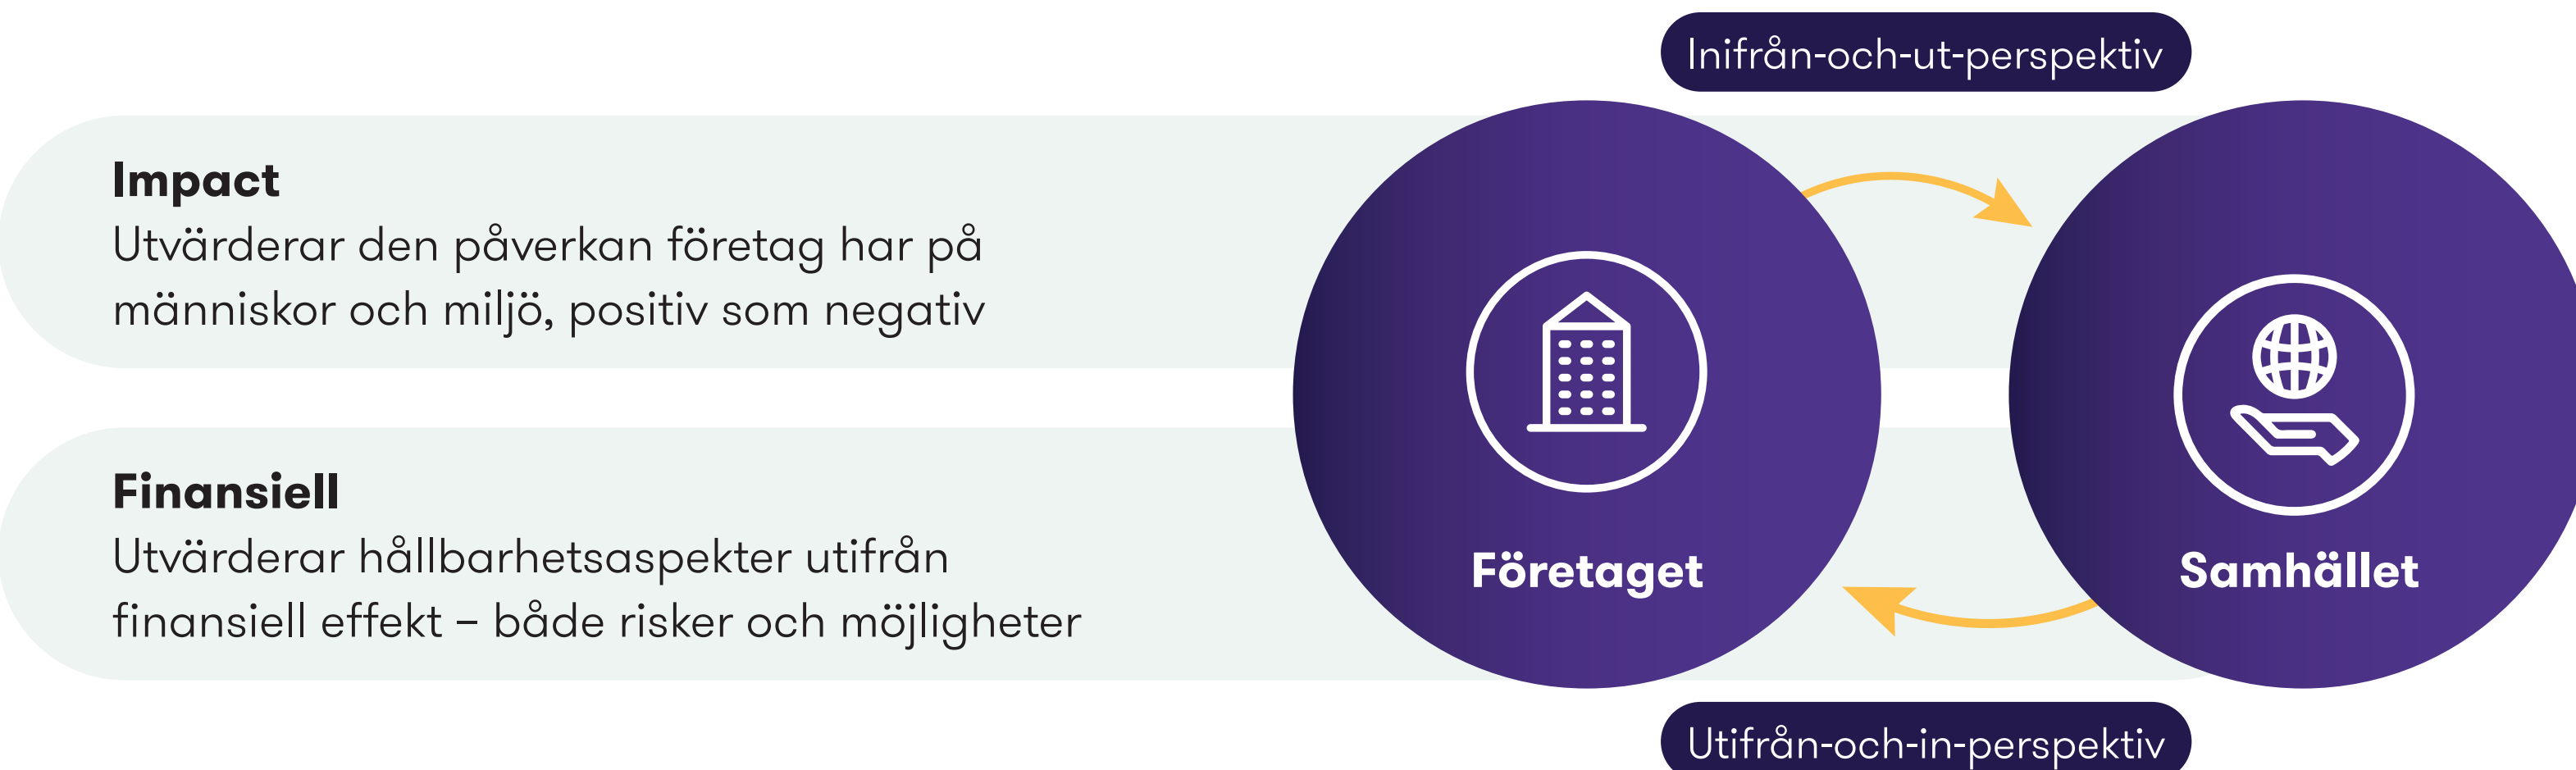 Inifrån-och-ut-perspektiv
Impact
Utvärderar den påverkan företag har på
människor och miljö, positiv som negativ
Finansiell
Utvärderar hållbarhetsaspekter utifrån
finansiell effekt – både risker och möjligheter
Företaget
Samhället
Utifrån-och-in-perspektiv